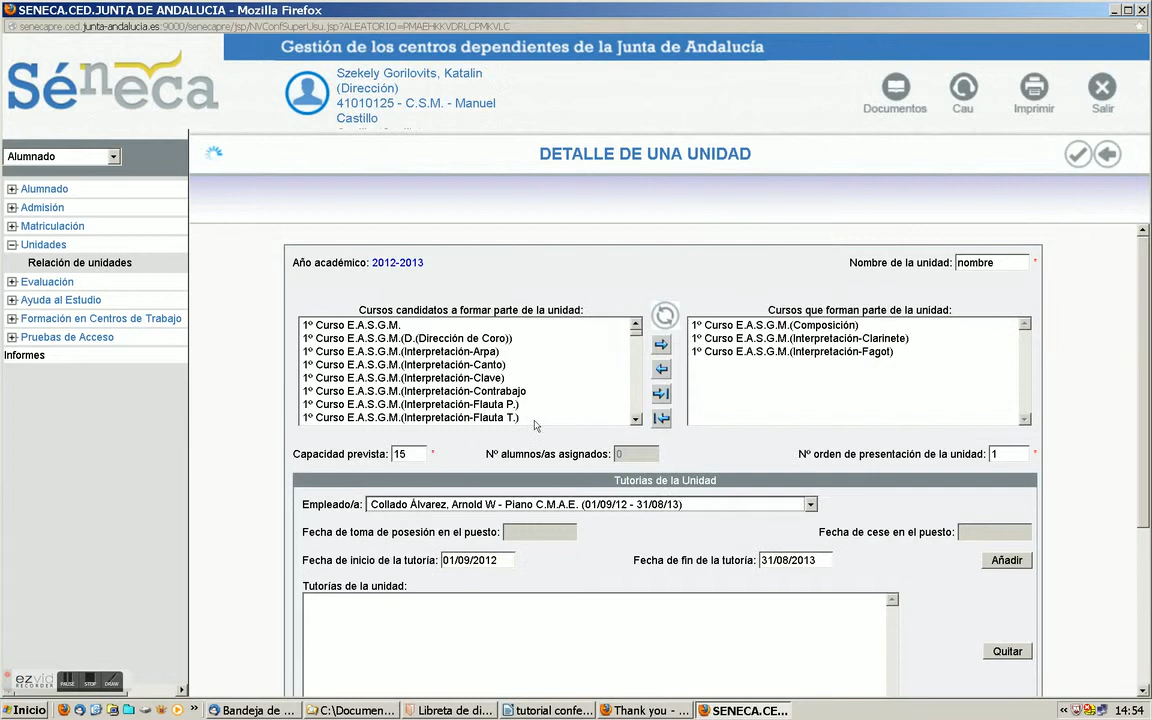 SENECA.CED.JUNTA DE ANDALUCIA - Mozilla Firefox
senecapre.ced.junta-andalucia.es:9000/senecapre/jsp/NVConfSuperUsu.jsp?ALEATORIO=PMAEHKKVDRLCPMKVLC
Gestión de los centros dependientes de la Junta de Andalucía
Séneca
Szekely Gorilovits, Katalin
(Dirección)
41010125 - C.S.M. - Manuel
Castillo
Documentos Cau Imprimir Salir
Alumnado
DETALLE DE UNA UNIDAD
Alumnado
Admisión
Matriculación
Unidades
Relación de unidades
Evaluación
Ayuda al Estudio
Formación en Centros de Trabajo
Pruebas de Acceso
Informes
Año académico: 2012-2013
Nombre de la unidad: nombre *
Cursos candidatos a formar parte de la unidad:
1º Curso E.A.S.G.M.
1º Curso E.A.S.G.M.(D.(Dirección de Coro))
1º Curso E.A.S.G.M.(Interpretación-Arpa)
1º Curso E.A.S.G.M.(Interpretación-Canto)
1º Curso E.A.S.G.M.(Interpretación-Clave)
1º Curso E.A.S.G.M.(Interpretación-Contrabajo
1º Curso E.A.S.G.M.(Interpretación-Flauta P.)
1º Curso E.A.S.G.M.(Interpretación-Flauta T.)
Cursos que forman parte de la unidad:
1º Curso E.A.S.G.M.(Composición)
1º Curso E.A.S.G.M.(Interpretación-Clarinete)
1º Curso E.A.S.G.M.(Interpretación-Fagot)
Capacidad prevista: 15 * Nº alumnos/as asignados: 0 Nº orden de presentación de la unidad: 1 *
Tutorias de la Unidad
Empleado/a: Collado Álvarez, Arnold W - Piano C.M.A.E. (01/09/12 - 31/08/13)
Fecha de toma de posesión en el puesto: Fecha de cese en el puesto:
Fecha de inicio de la tutoría: 01/09/2012 Fecha de fin de la tutoría: 31/08/2013 Añadir
Tutorías de la unidad:
Quitar
ezvid
RECORDER
PAUSE STOP DRAW
Inicio » Bandeja de ... C:\Documen... Libreta de di... tutorial confe... Thank you - ... SENECA.CE... « 14:54